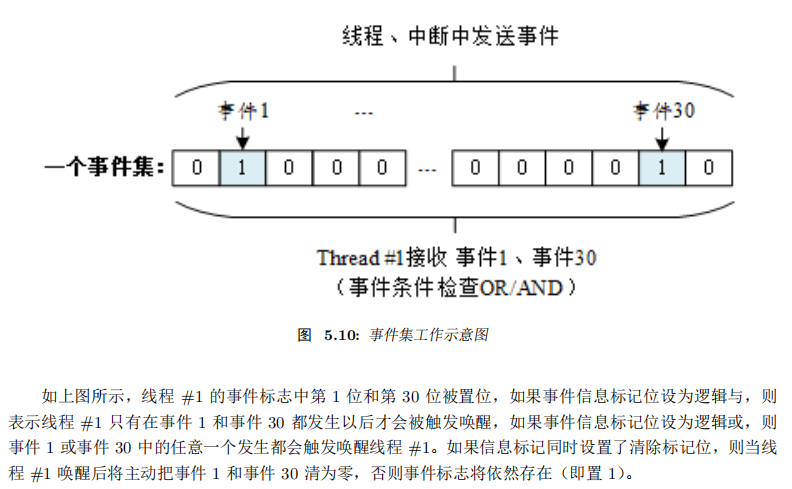 线程、中断中发送事件
事件1 --- 事件30
一个事件集: 0 1 0 0 0 --- 0 0 0 0 1 0
Thread #1接收 事件1、事件30
（事件条件检查OR/AND）
图 5.10: 事件集工作示意图
如上图所示，线程 #1 的事件标志中第 1 位和第 30 位被置位，如果事件信息标记位设为逻辑与，则
表示线程 #1 只有在事件 1 和事件 30 都发生以后才会被触发唤醒，如果事件信息标记位设为逻辑或，则
事件 1 或事件 30 中的任意一个发生都会触发唤醒线程 #1。如果信息标记同时设置了清除标记位，则当线
程 #1 唤醒后将主动把事件 1 和事件 30 清为零，否则事件标志将依然存在（即置 1）。